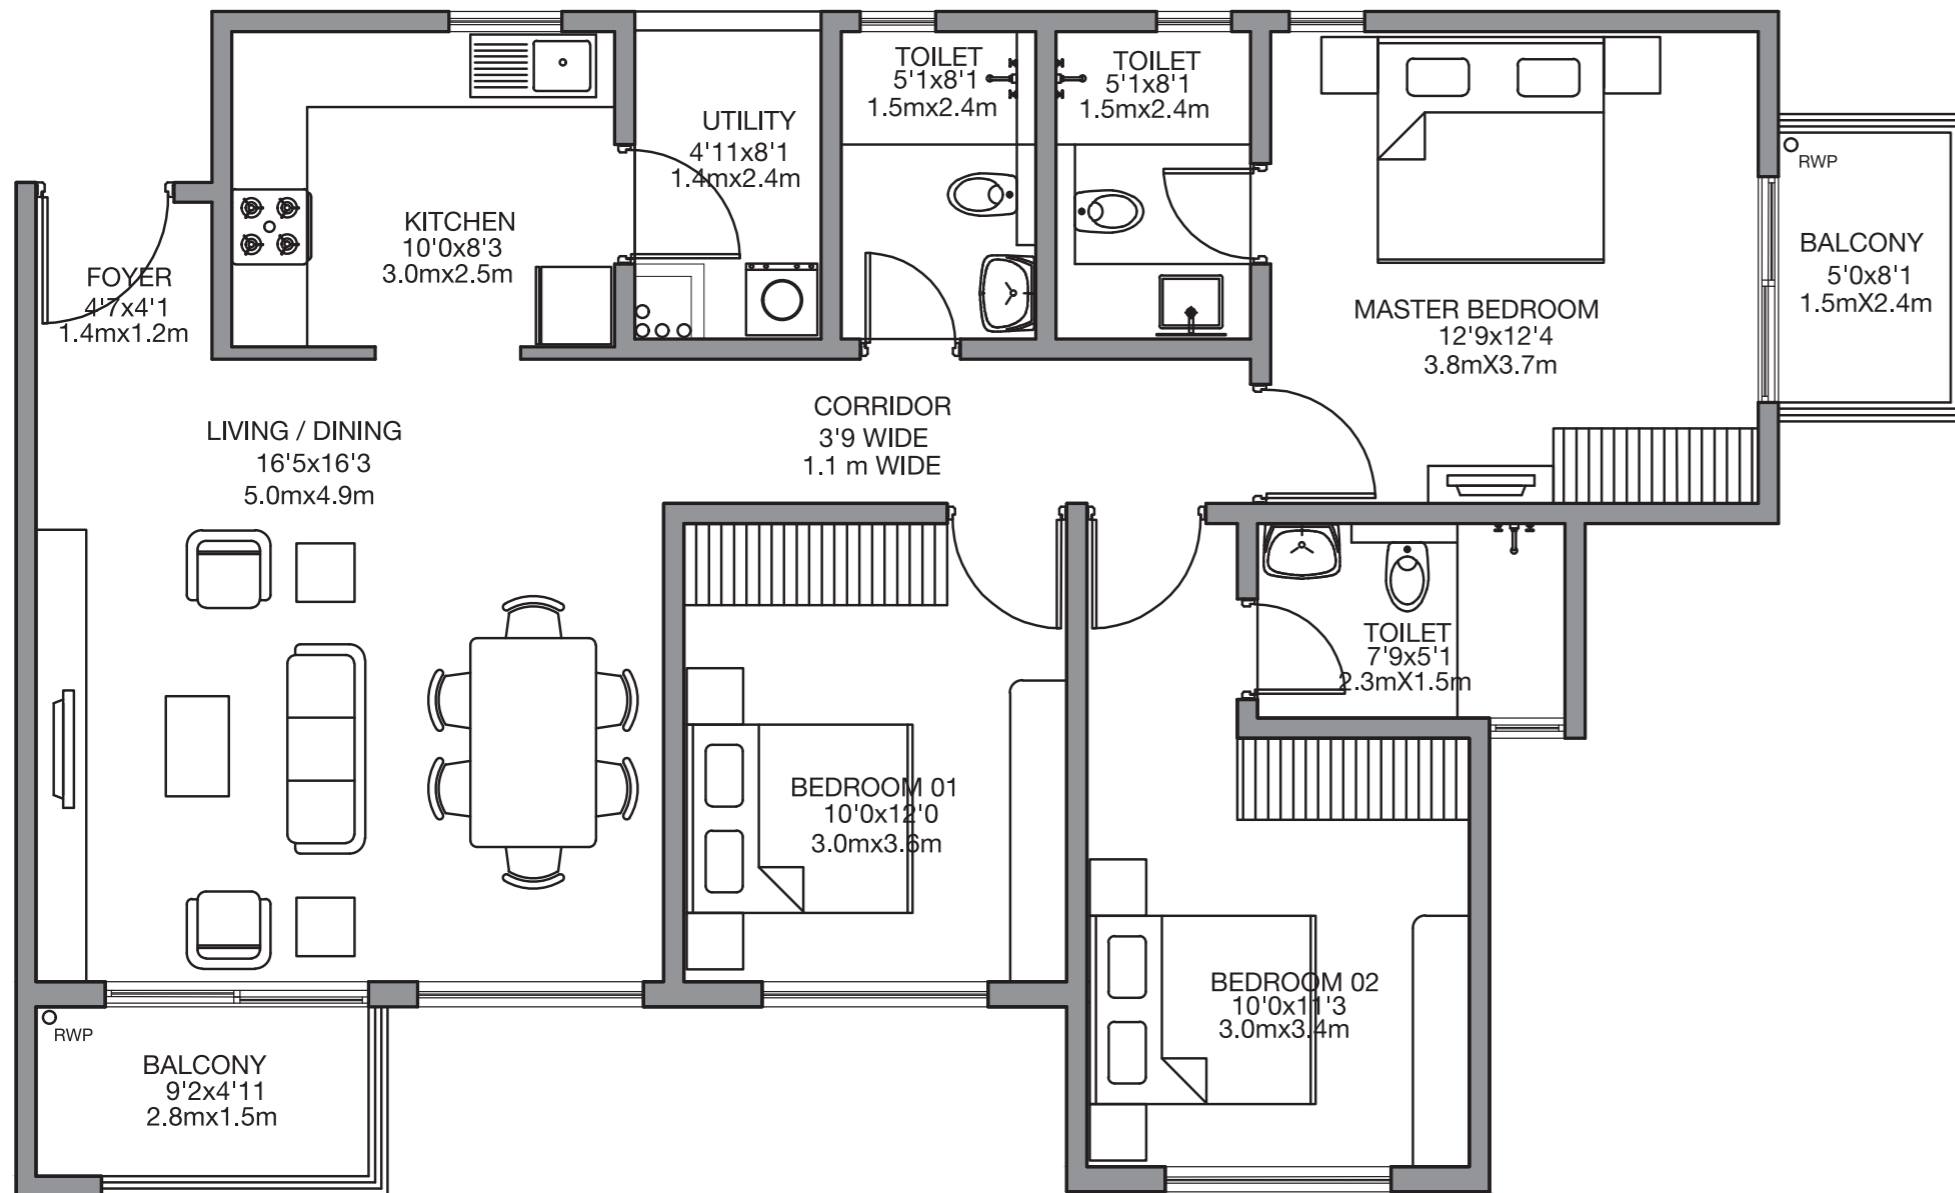 TOILET
5'1x8'1
1.5mx2.4m
TOILET
5'1x8'1
1.5mx2.4m
UTILITY
4'11x8'1
1.4mx2.4m
RWP
KITCHEN
10'0x8'3
3.0mx2.5m
BALCONY
5'0x8'1
1.5mX2.4m
FOYER
4'7x4'1
1.4mx1.2m
MASTER BEDROOM
12'9x12'4
3.8mX3.7m
LIVING / DINING
16'5x16'3
5.0mx4.9m
CORRIDOR
3'9 WIDE
1.1 m WIDE
TOILET
7'9x5'1
2.3mX1.5m
BEDROOM 01
10'0x12'0
3.0mx3.6m
BEDROOM 02
10'0x11'3
3.0mx3.4m
RWP
BALCONY
9'2x4'11
2.8mx1.5m